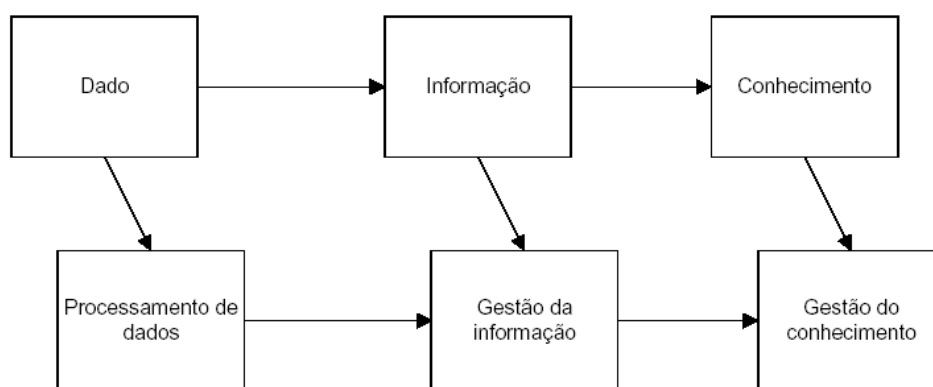 Dado
Informação
Conhecimento
Processamento de
dados
Gestão da
informação
Gestão do
conhecimento